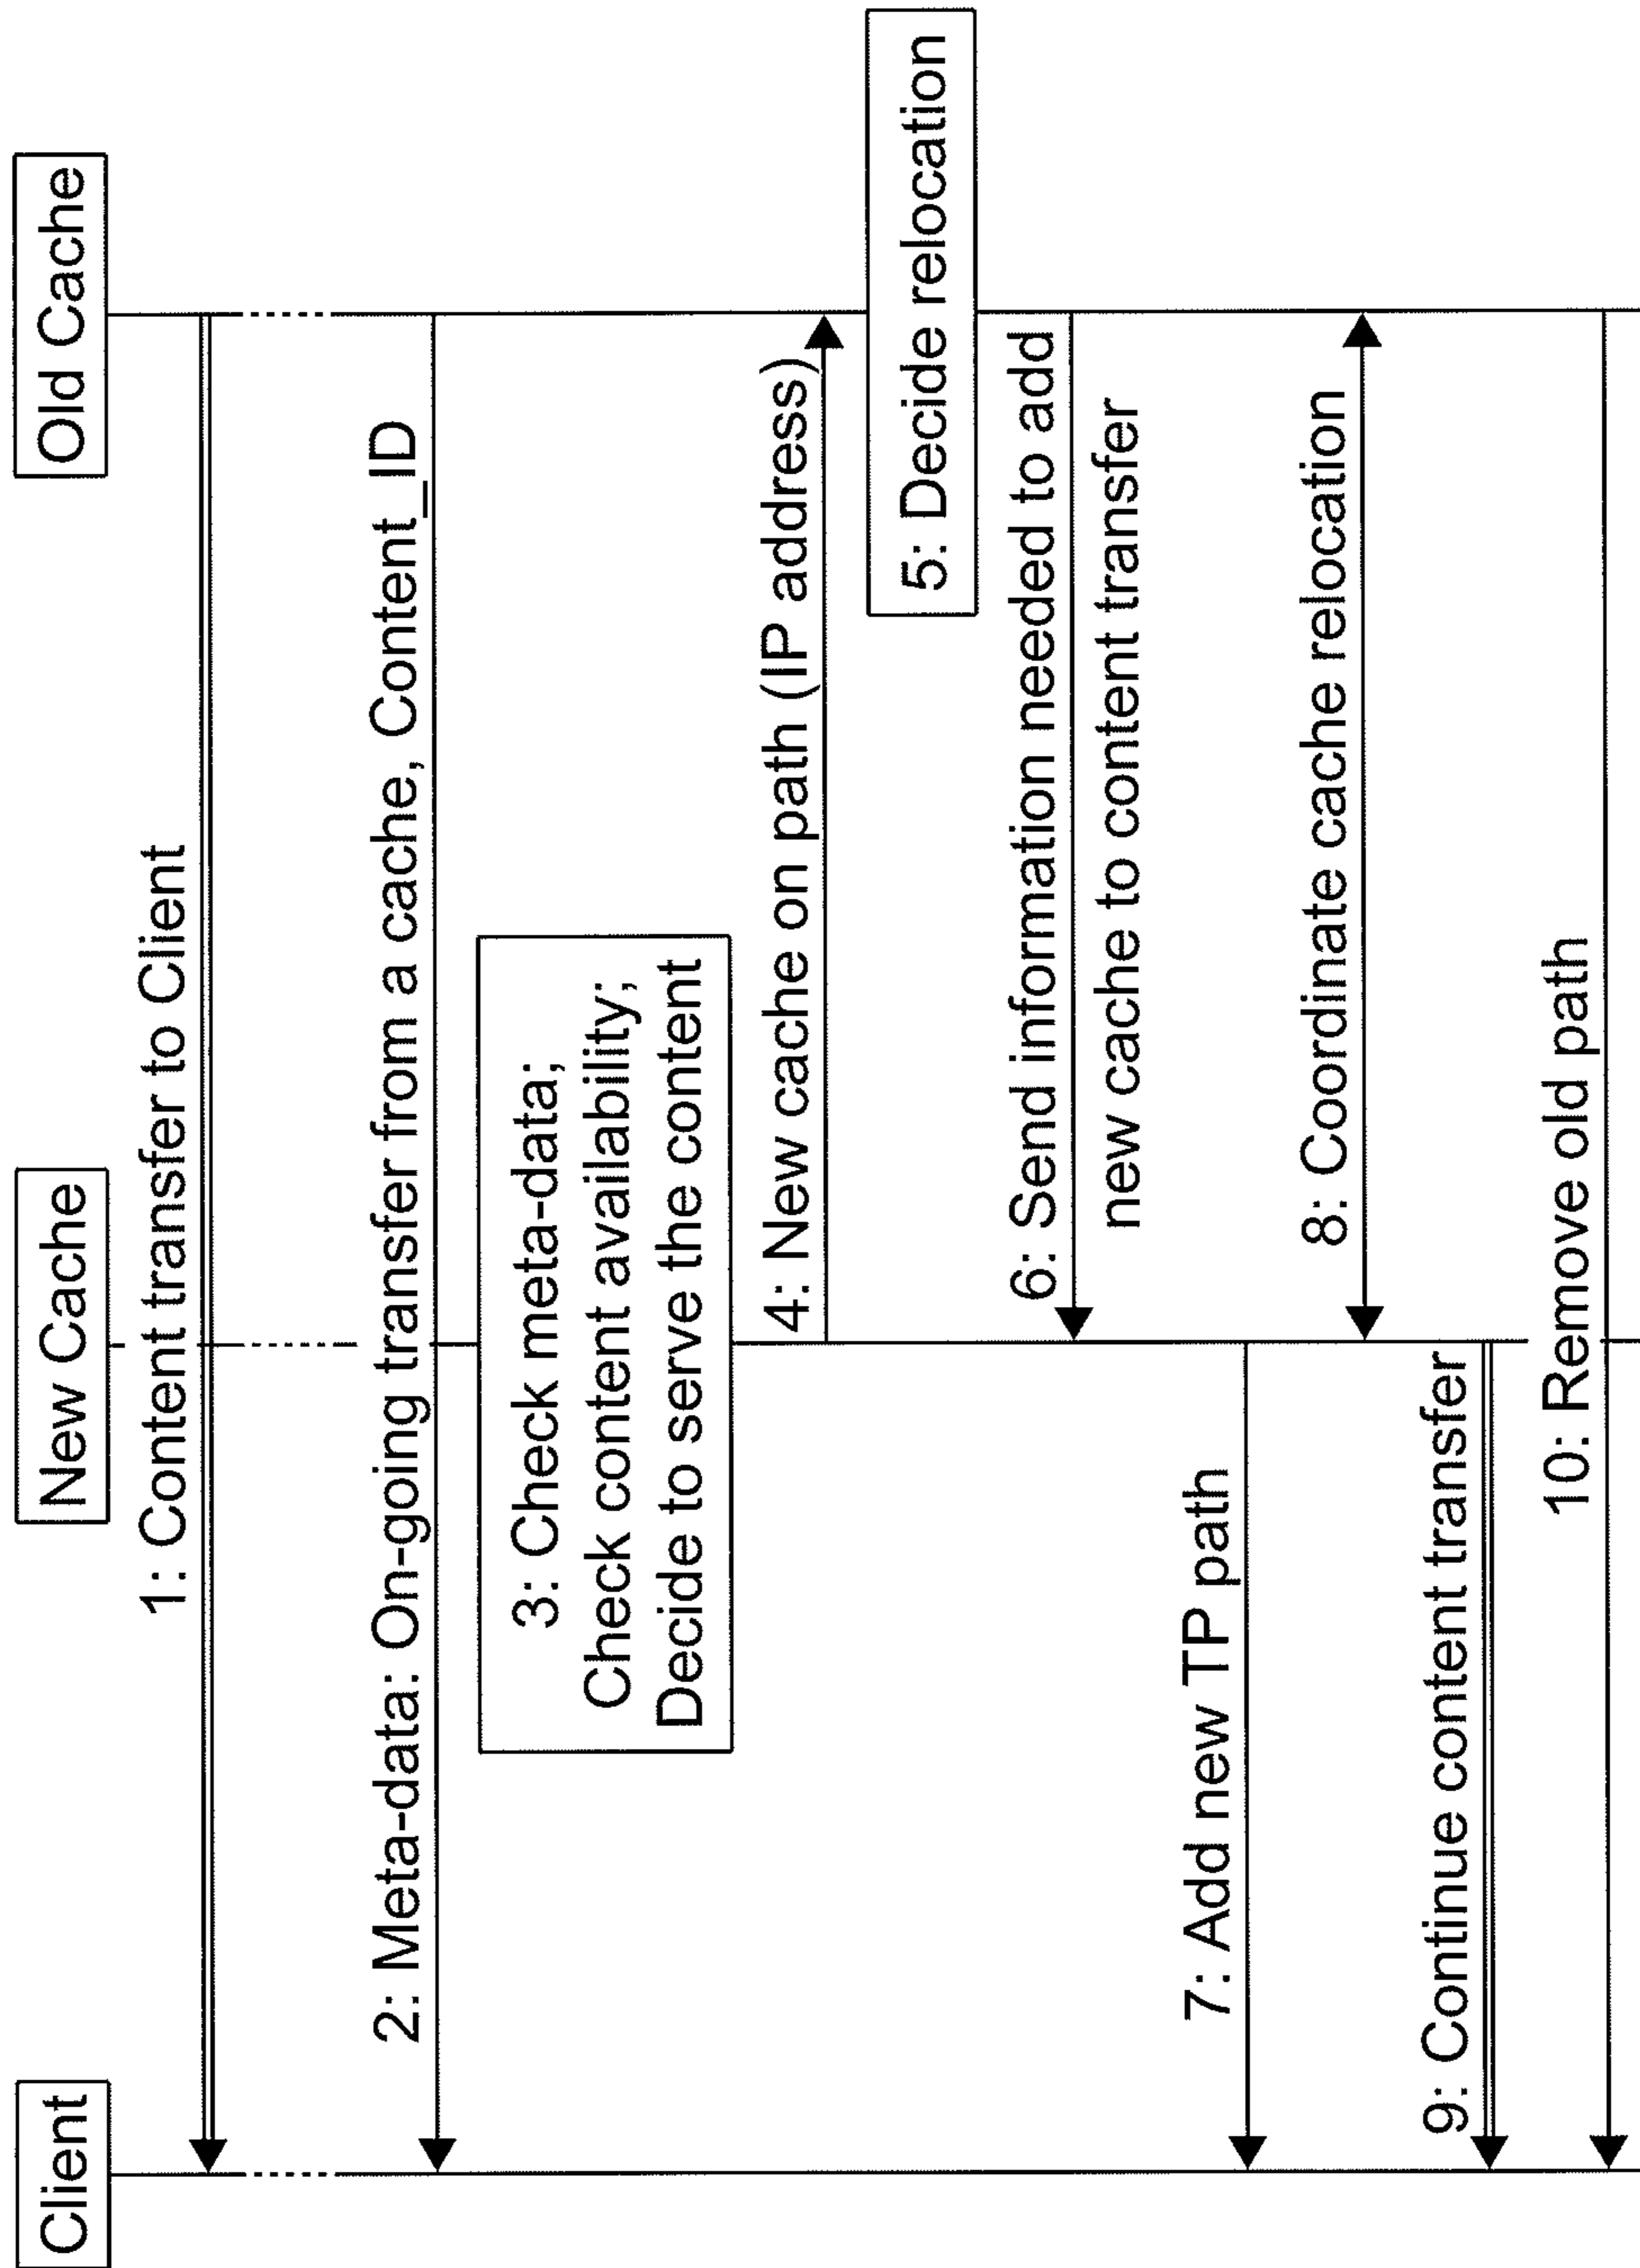 Client
New Cache
Old Cache
1: Content transfer to Client
2: Meta-data: On-going transfer from a cache, Content_ID
3: Check meta-data;
Check content availability;
Decide to serve the content
4: New cache on path (IP address)
5: Decide relocation
6: Send information needed to add
new cache to content transfer
7: Add new TP path
8: Coordinate cache relocation
9: Continue content transfer
10: Remove old path